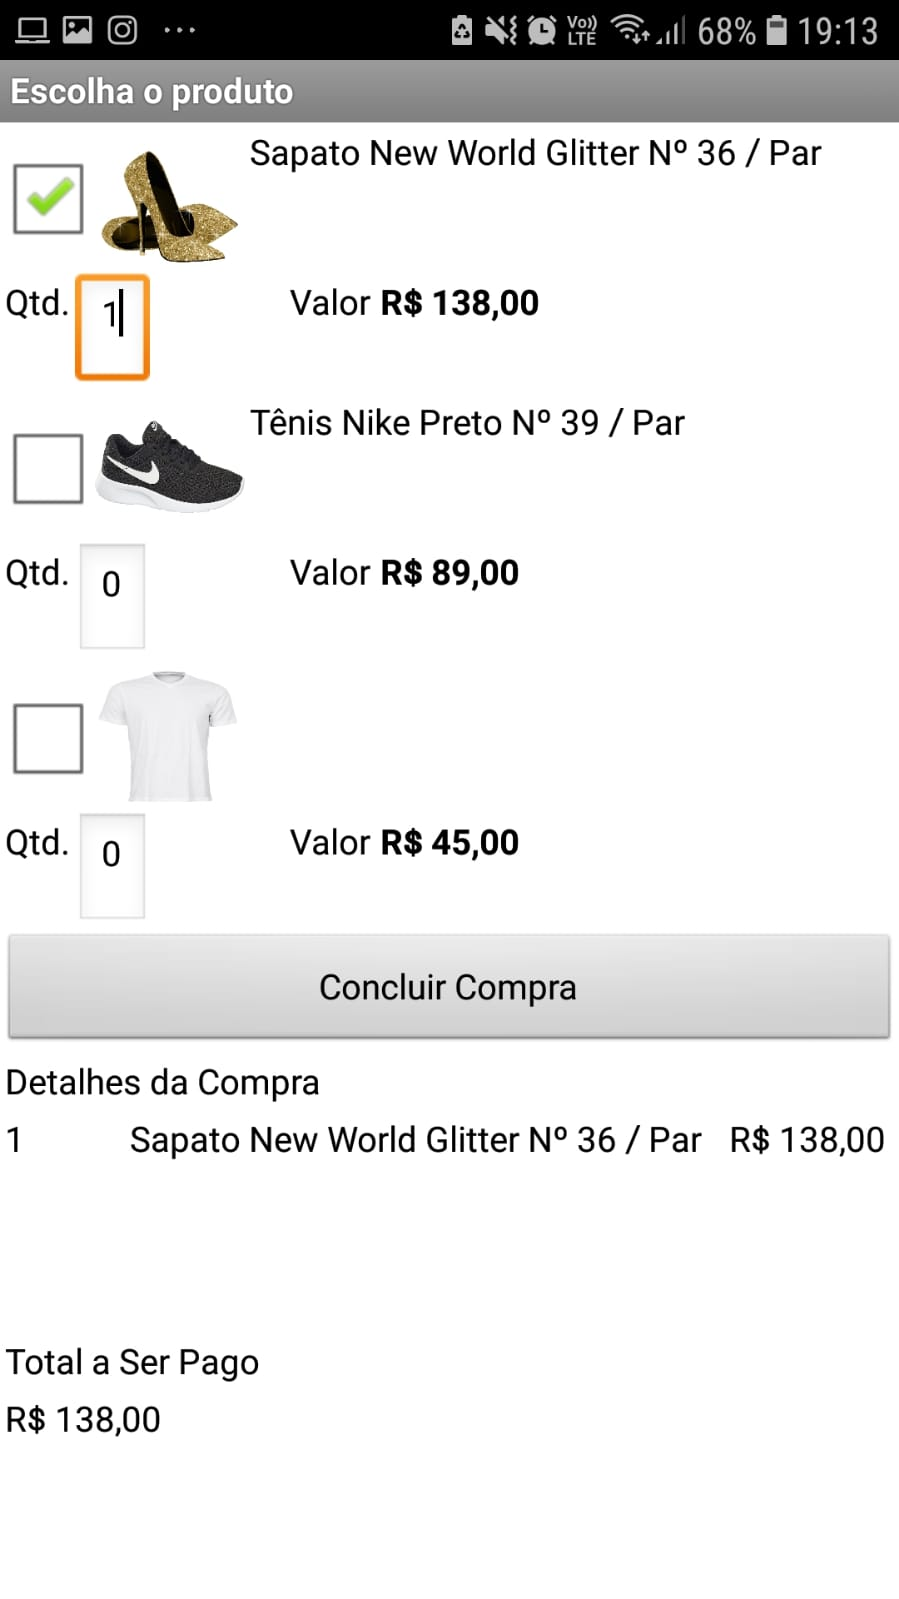 Vo)) LTE 68% 19:13
Escolha o produto
Sapato New World Glitter Nº 36 / Par
Qtd. 1 Valor R$ 138,00
Tênis Nike Preto Nº 39 / Par
Qtd. 0 Valor R$ 89,00
Qtd. 0 Valor R$ 45,00
Concluir Compra
Detalhes da Compra
1 Sapato New World Glitter Nº 36 / Par R$ 138,00
Total a Ser Pago
R$ 138,00